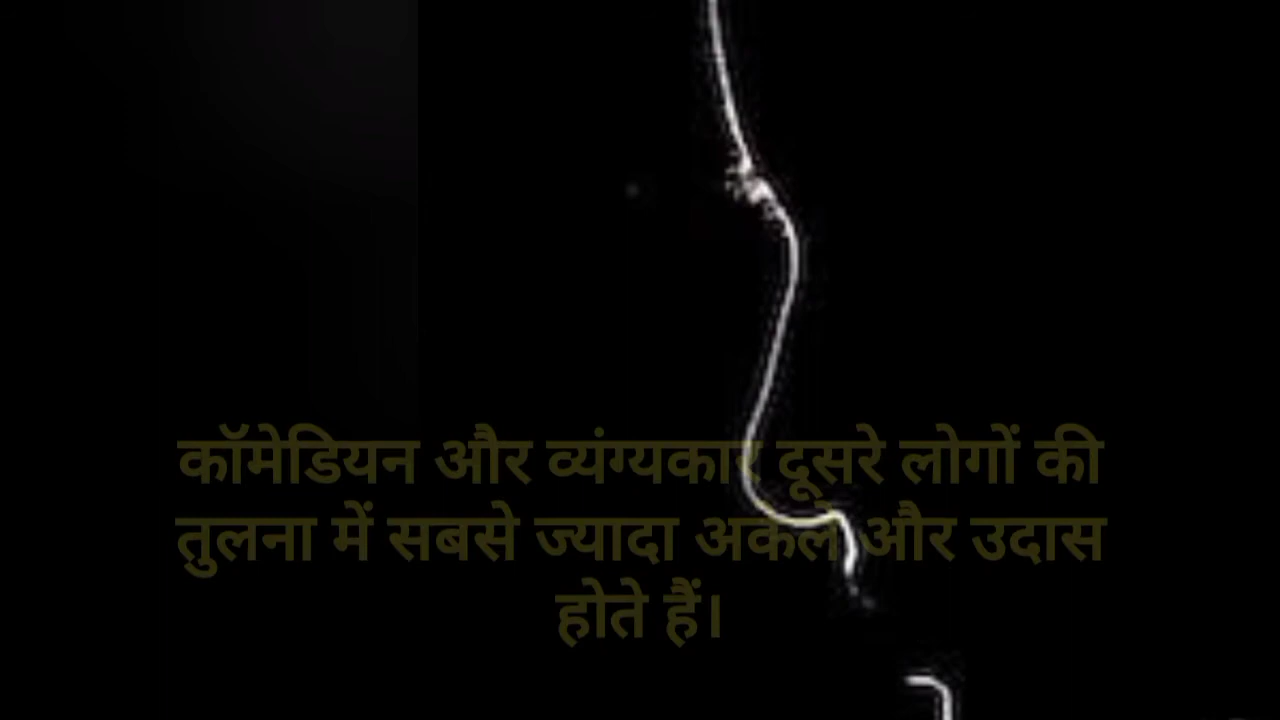 कॉमेडियन और व्यंग्यकार दूसरे लोगों की
तुलना में सबसे ज्यादा अकेले और उदास
होते हैं।